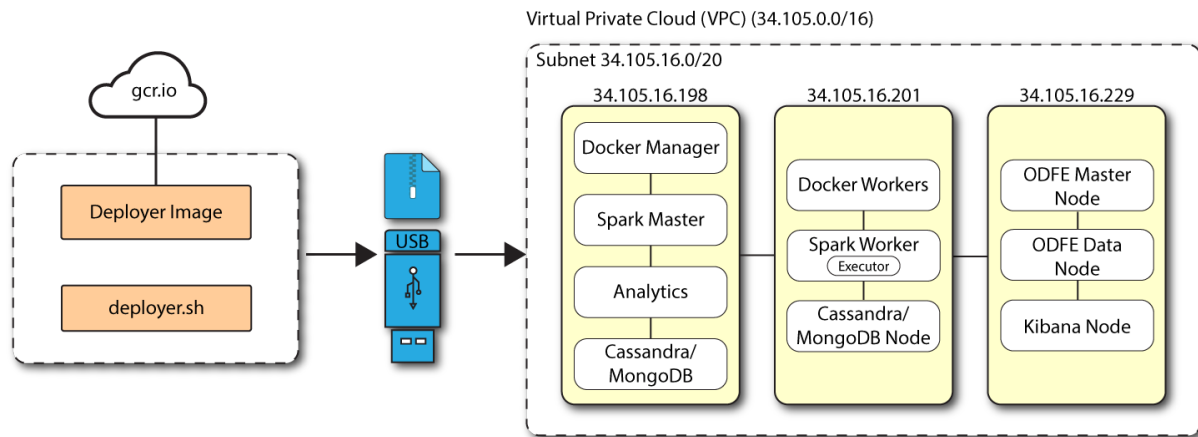 Virtual Private Cloud (VPC) (34.105.0.0/16)
Subnet 34.105.16.0/20
gcr.io
Deployer Image
deployer.sh
USB
34.105.16.198
Docker Manager
Spark Master
Analytics
Cassandra/
MongoDB
34.105.16.201
Docker Workers
Spark Worker
Executor
Cassandra/
MongoDB Node
34.105.16.229
ODFE Master
Node
ODFE Data
Node
Kibana Node